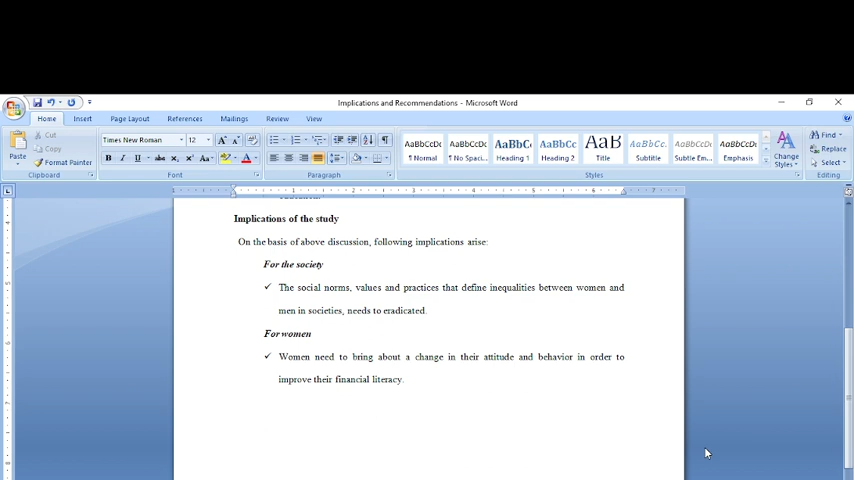 Implications and Recommendations - Microsoft Word
Home Insert Page Layout References Mailings Review View
Cut
Copy
Format Painter
Paste
Clipboard
Times New Roman 12
B I U abe x₂ x² Aa A
Font
Paragraph
AaBbCcDc AaBbCcDc AaBbC AaBbCc AaB AaBbCc. AaBbCcDc AaBbCcDc
¶ Normal ¶ No Spaci... Heading 1 Heading 2 Title Subtitle Subtle Em... Emphasis
Change
Styles
Styles
Find
Replace
Select
Editing
Implications of the study
On the basis of above discussion, following implications arise:
For the society
✓ The social norms, values and practices that define inequalities between women and
men in societies, needs to eradicated.
For women
✓ Women need to bring about a change in their attitude and behavior in order to
improve their financial literacy.